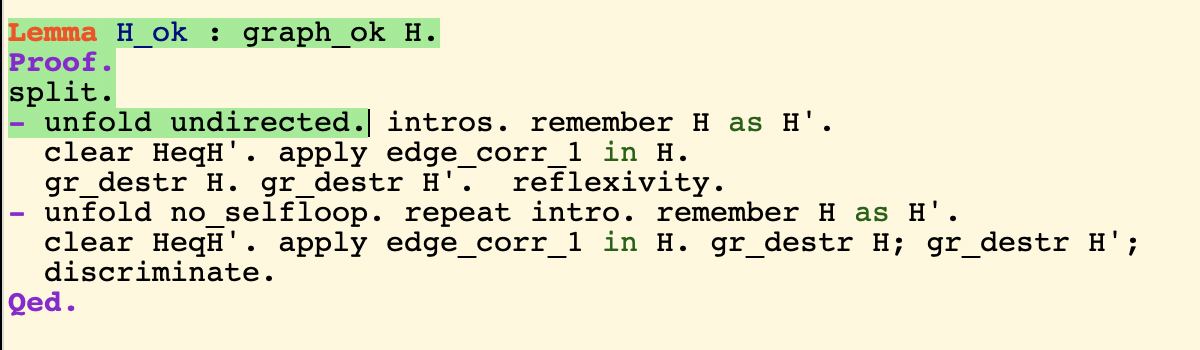 Lemma H_ok : graph_ok H.
Proof.
split.
- unfold undirected. intros. remember H as H'.
  clear HeqH'. apply edge_corr_1 in H.
  gr_destr H. gr_destr H'.  reflexivity.
- unfold no_selfloop. repeat intro. remember H as H'.
  clear HeqH'. apply edge_corr_1 in H. gr_destr H; gr_destr H';
  discriminate.
Qed.